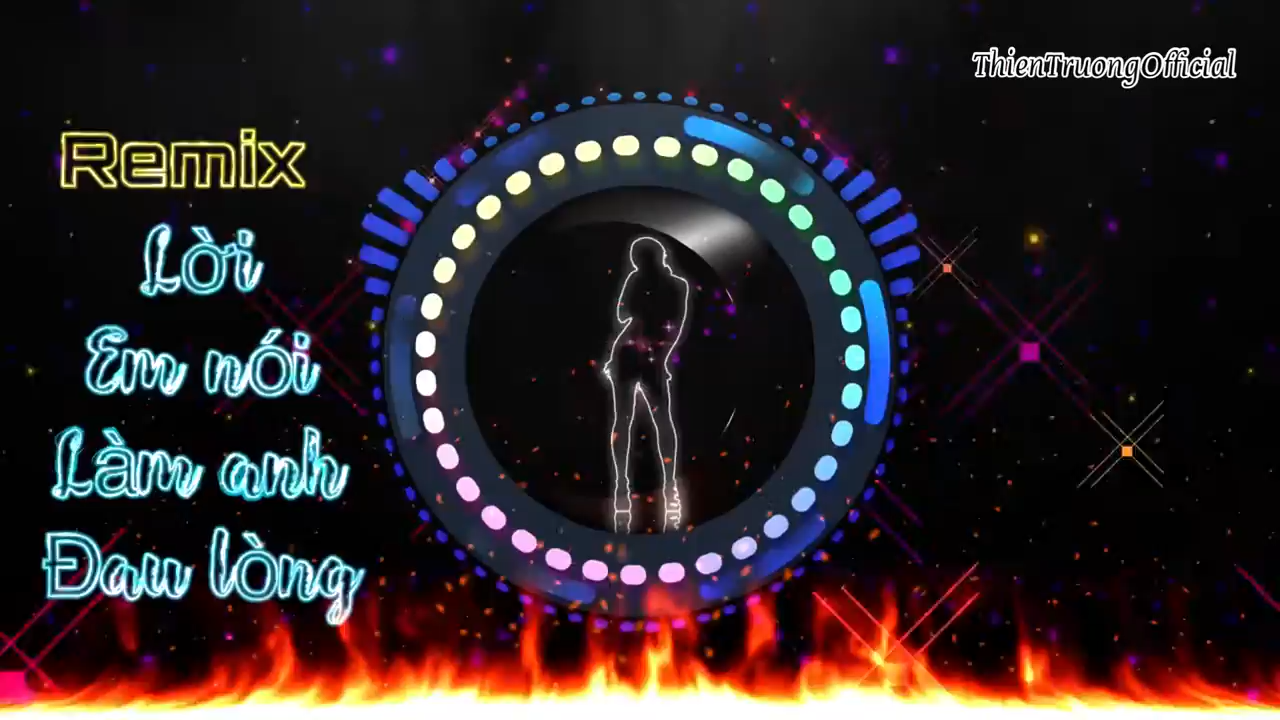 ThienTruongOfficial
Remix
Lời
Em nói
Làm anh
Đau lòng